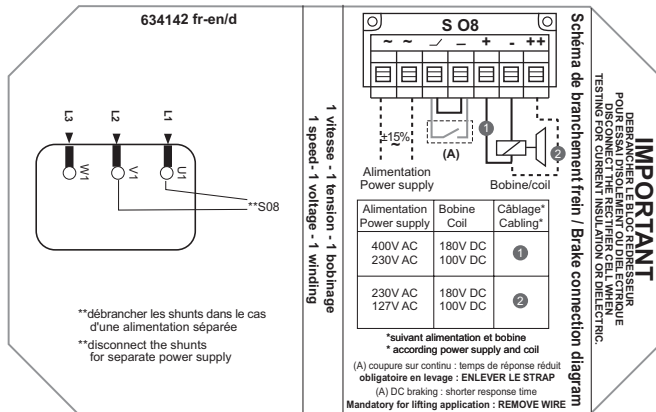 634142 fr-en/d
L3
L2
L1
W1
V1
U1
**S08
**débrancher les shunts dans le cas
d'une alimentation séparée
**disconnect the shunts
for separate power supply
1 vitesse - 1 tension - 1 bobinage
1 speed- 1 voltage - 1 winding
S O8
~ ~ + - ++
±15%
~
(A)
1
2
Alimentation
Power supply
Bobine/coil
Alimentation
Power supply
Bobine
Coil
Câblage*
Cabling*
400V AC 180V DC
230V AC 100V DC
1
230V AC 180V DC
127V AC 100V DC
2
*suivant alimentation et bobine
* according power supply and coil
(A) coupure sur continu : temps de réponse réduit
obligatoire en levage : ENLEVER LE STRAP
(A) DC braking : shorter response time
Mandatory for lifting application : REMOVE WIRE
Schéma de branchement frein / Brake connection diagram
IMPORTANT
DEBRANCHER LE BLOC REDRESSEUR
POUR ESSAI D'ISOLEMENT OU DIELECTRIQUE
DISCONNECT THE RECTIFIER CELL WHEN
TESTING FOR CURRENT INSULATION OR DIELECTRIC.